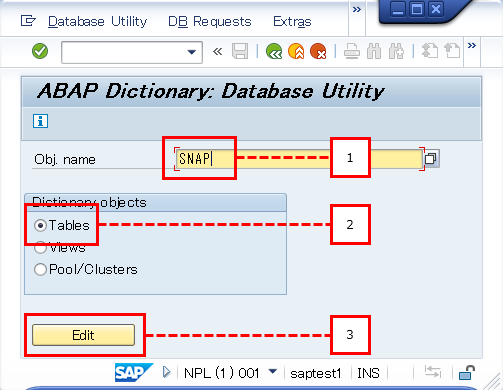 Database Utility DB Requests Extras »
«
»
ABAP Dictionary: Database Utility
Obj. name SNAP 1
Dictionary objects
Tables 2
Views
Pool/Clusters
Edit 3
SAP NPL (1) 001 saptest1 INS